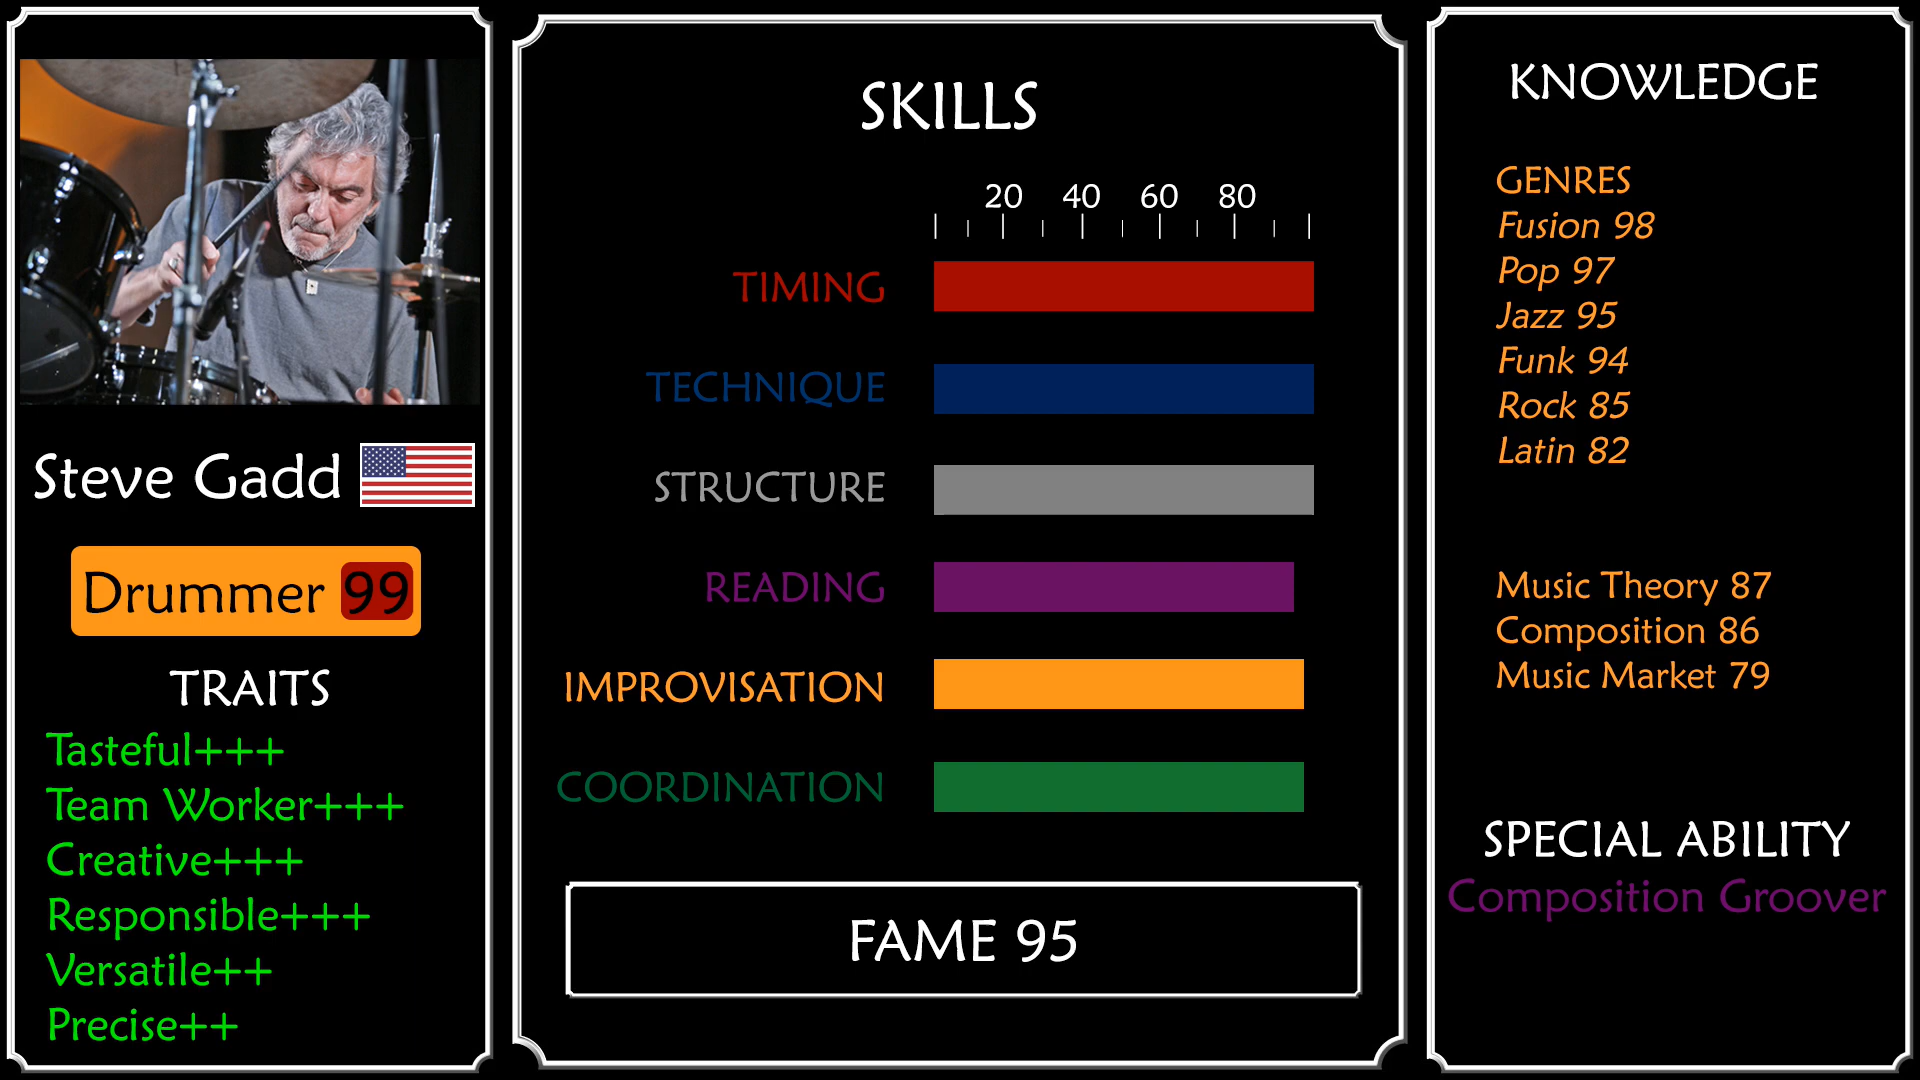 Steve Gadd
Drummer 99
TRAITS
Tasteful+++
Team Worker+++
Creative+++
Responsible+++
Versatile++
Precise++
SKILLS
20 40 60 80
TIMING
TECHNIQUE
STRUCTURE
READING
IMPROVISATION
COORDINATION
FAME 95
KNOWLEDGE
GENRES
Fusion 98
Pop 97
Jazz 95
Funk 94
Rock 85
Latin 82
Music Theory 87
Composition 86
Music Market 79
SPECIAL ABILITY
Composition Groover